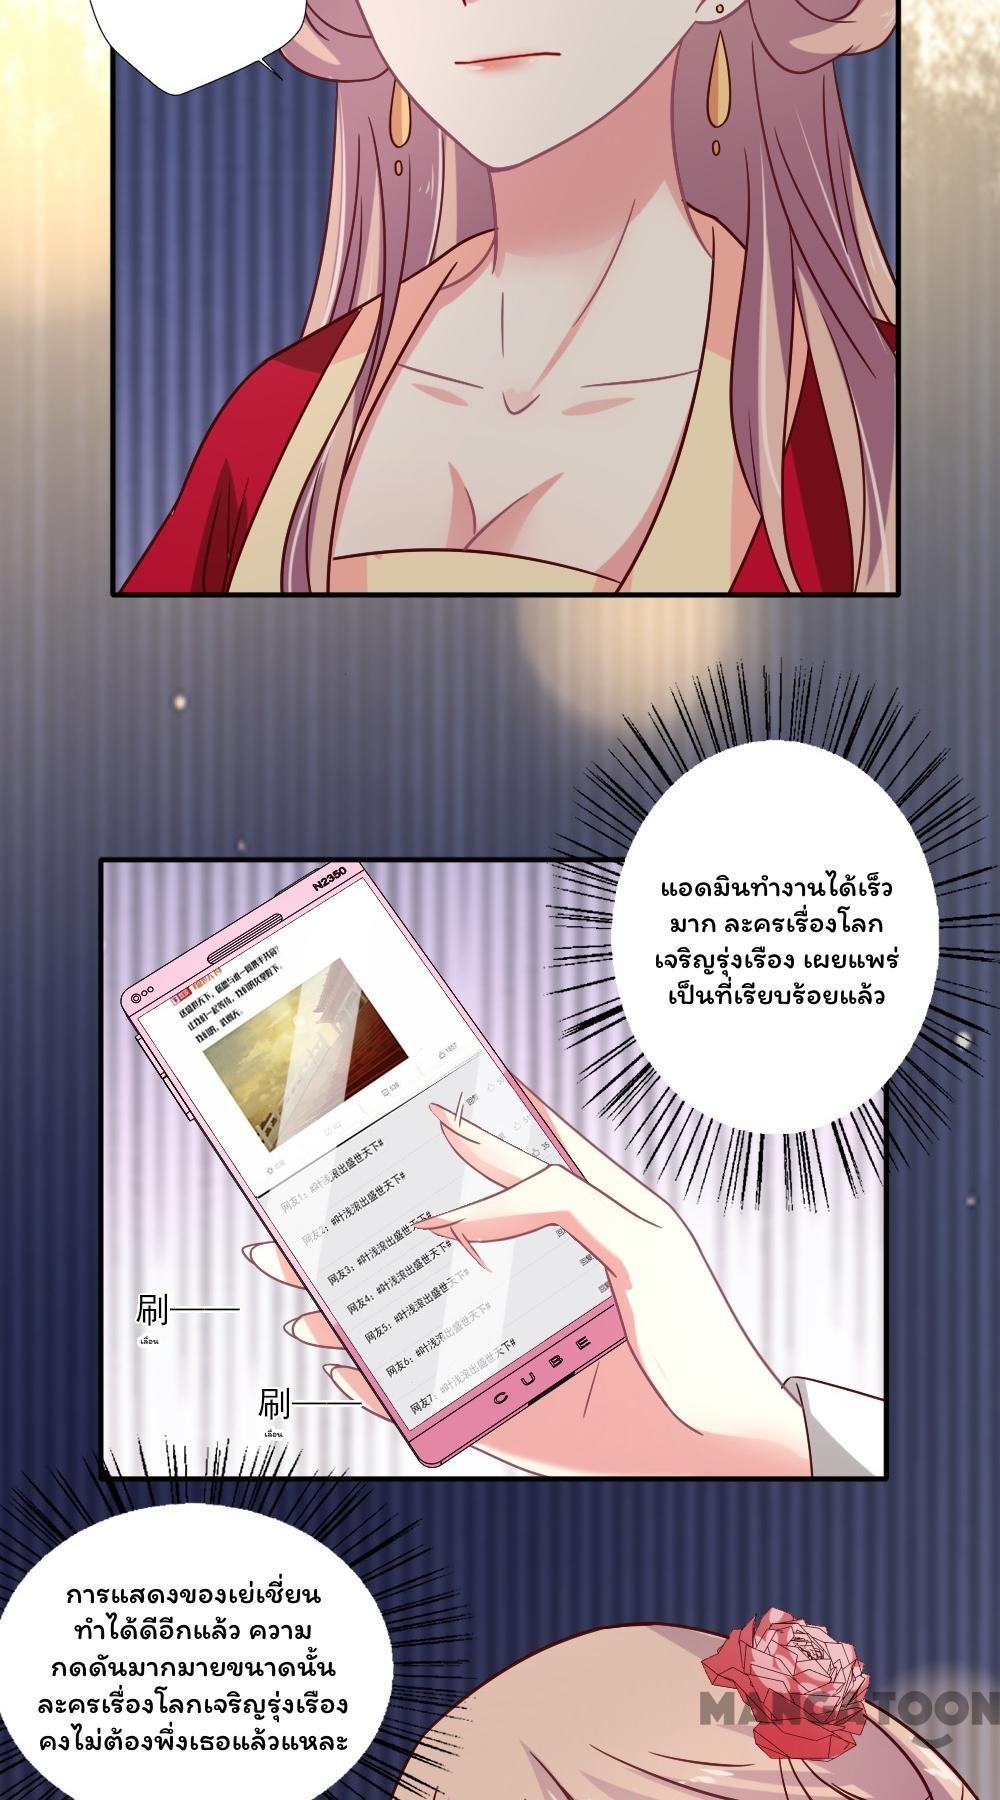 แอดมินทำงานได้เร็ว
มาก ละครเรื่องโลก
เจริญรุ่งเรือง เผยแพร่
เป็นที่เรียบร้อยแล้ว
N2350
1657
538
35
网友1：#叶浅滚出盛世天下#
网友2：#叶浅滚出盛世天下#
网友3：#叶浅滚出盛世天下#
网友4：#叶浅滚出盛世天下#
网友5：#叶浅滚出盛世天下#
网友6：#叶浅滚出盛世天下#
网友7：#叶浅滚出盛世天下#
CUBE
刷——
เลื่อน
刷——
เลื่อน
การแสดงของเย่เชี่ยน
ทำได้ดีอีกแล้ว ความ
กดดันมากมายขนาดนั้น
ละครเรื่องโลกเจริญรุ่งเรือง
คงไม่ต้องพึ่งเธอแล้วแหละ
MANGATOON